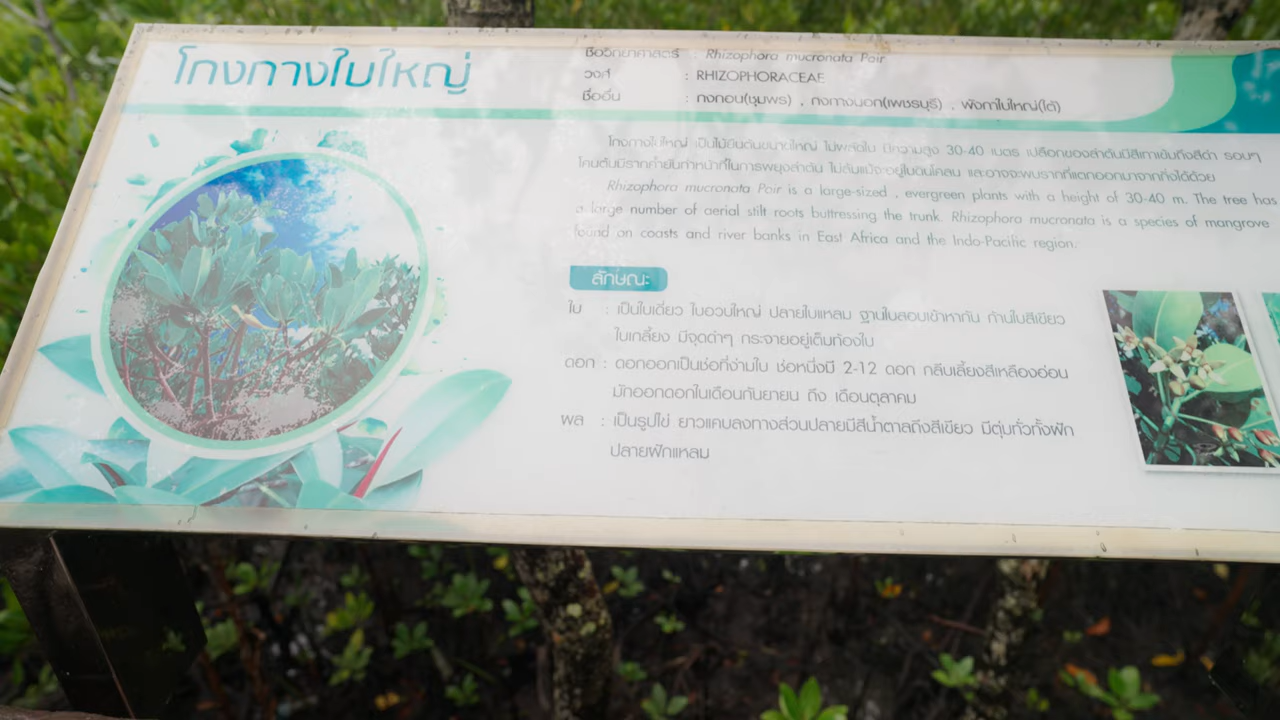 โกงกางใบใหญ่
ชื่อวิทยาศาสตร์ : Rhizophora mucronata Poir
วงศ์ : RHIZOPHORACEAE
ชื่ออื่น : กงกอน(ชุมพร) , กงกางนอก(เพชรบุรี) , พังกาใบใหญ่(ใต้)
โกงกางใบใหญ่ เป็นไม้ยืนต้นขนาดใหญ่ ไม่ผลัดใบ มีความสูง 30-40 เมตร เปลือกของลำต้นมีสีเทาเข้มถึงสีดำ รอบๆ
โคนต้นมีรากค้ำยันทำหน้าที่ในการพยุงลำต้น ไม่ล้มแม้จะอยู่ในดินโคลน และอาจจะพบรากที่แตกออกมาจากกิ่งได้ด้วย
Rhizophora mucronata Poir is a large-sized , evergreen plants with a height of 30-40 m. The tree has
a large number of aerial stilt roots buttressing the trunk. Rhizophora mucronata is a species of mangrove
found on coasts and river banks in East Africa and the Indo-Pacific region.
ลักษณะ
ใบ : เป็นใบเดี่ยว ใบอวบใหญ่ ปลายใบแหลม ฐานใบสอบเข้าหากัน ก้านใบสีเขียว
ใบเกลี้ยง มีจุดดำๆ กระจายอยู่เต็มท้องใบ
ดอก : ดอกออกเป็นช่อที่ง่ามใบ ช่อหนึ่งมี 2-12 ดอก กลีบเลี้ยงสีเหลืองอ่อน
มักออกดอกในเดือนกันยายน ถึง เดือนตุลาคม
ผล : เป็นรูปไข่ ยาวแคบลงทางส่วนปลายมีสีน้ำตาลถึงสีเขียว มีตุ่มทั่วทั้งฝัก
ปลายฝักแหลม